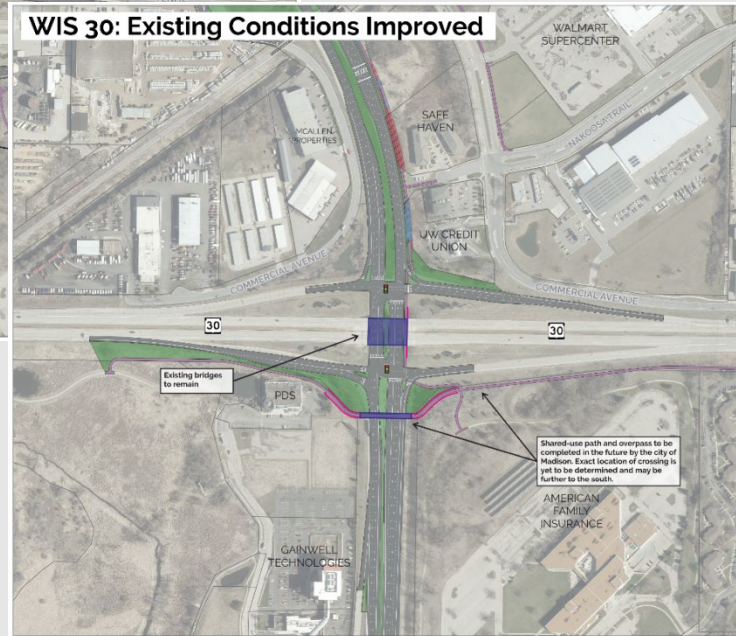 WIS 30: Existing Conditions Improved
WALMART
SUPERCENTER
SAFE
HAVEN
MCALLEN
PROPERTIES
NAKOOSA TRAIL
UW CREDIT
UNION
COMMERCIAL AVENUE
COMMERCIAL AVENUE
30
30
Existing bridges
to remain
PDS
Shared-use path and overpass to be
completed in the future by the city of
Madison. Exact location of crossing is
yet to be determined and may be
further to the south.
AMERICAN
FAMILY
INSURANCE
GAINWELL
TECHNOLOGIES